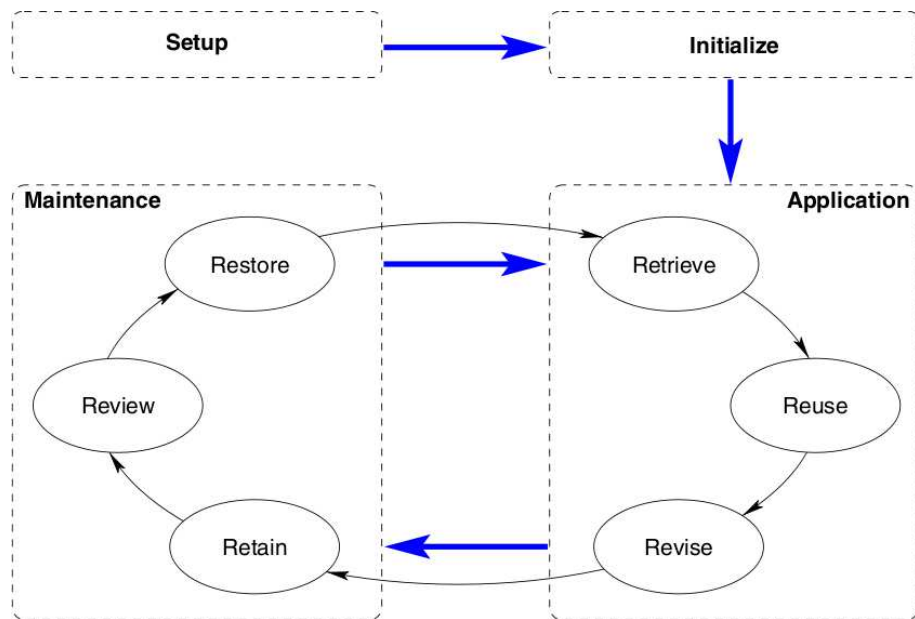 Setup
Initialize
Maintenance
Application
Restore
Retrieve
Review
Reuse
Retain
Revise